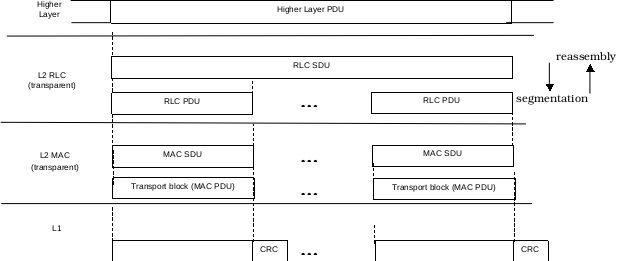 Higher
Layer
Higher Layer PDU
reassembly
RLC SDU
L2 RLC
(transparent)
RLC PDU
RLC PDU
segmentation
L2 MAC
(transparent)
MAC SDU
MAC SDU
Transport block (MAC PDU)
Transport block (MAC PDU)
L1
CRC
CRC